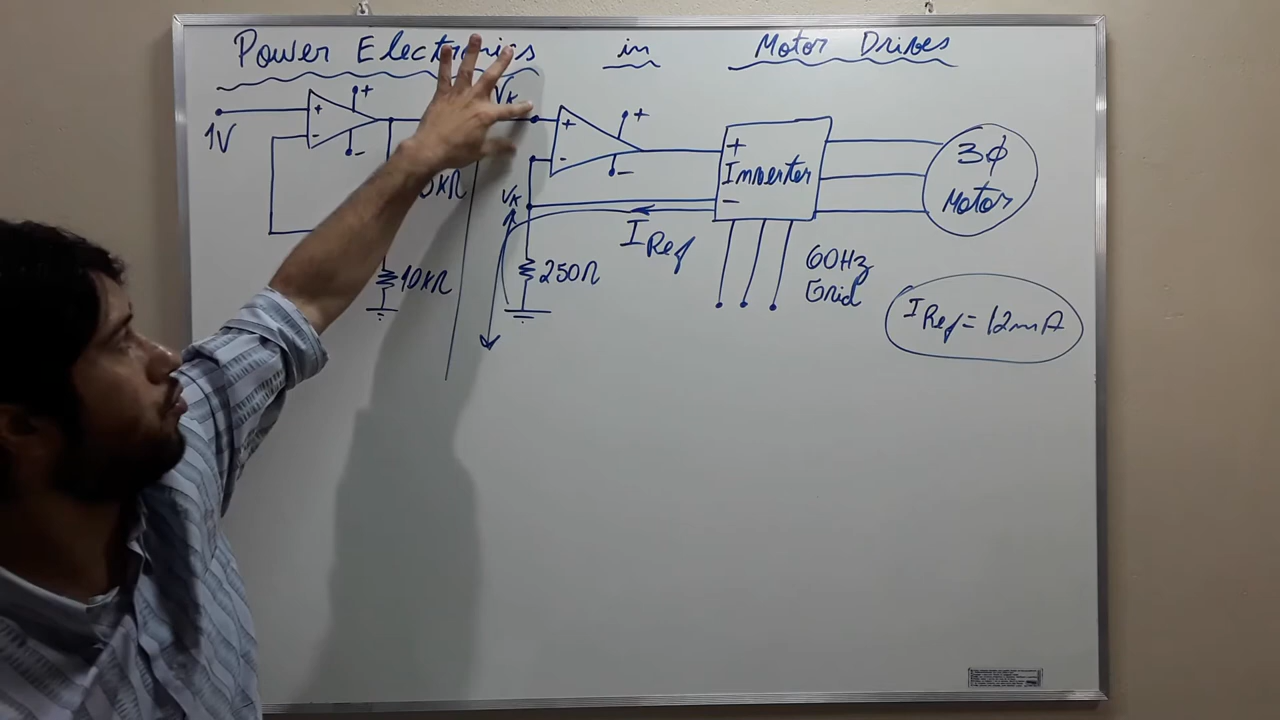 Power Electronics in Motor Drives
+
+
-
-
1V
Vx
+
+
-
-
+
Inverter
-
3Φ
Motor
Vx
IRef
10kΩ
250Ω
60Hz
Grid
IRef = 12mA